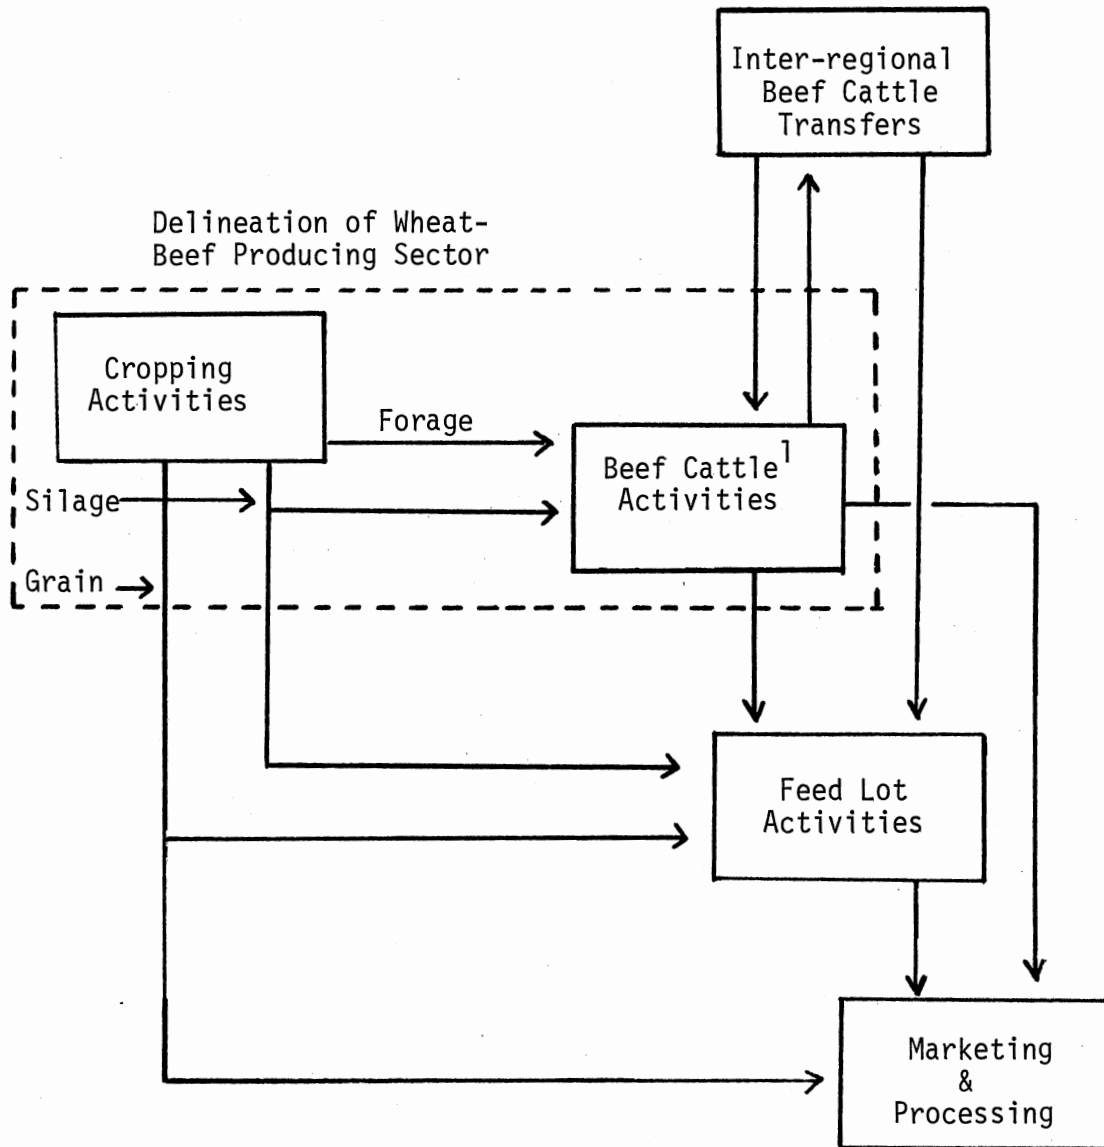 Inter-regional
Beef Cattle
Transfers
Delineation of Wheat-
Beef Producing Sector
Cropping
Activities
Forage
Beef Cattle1
Activities
Silage
Grain
Feed Lot
Activities
Marketing
&
Processing